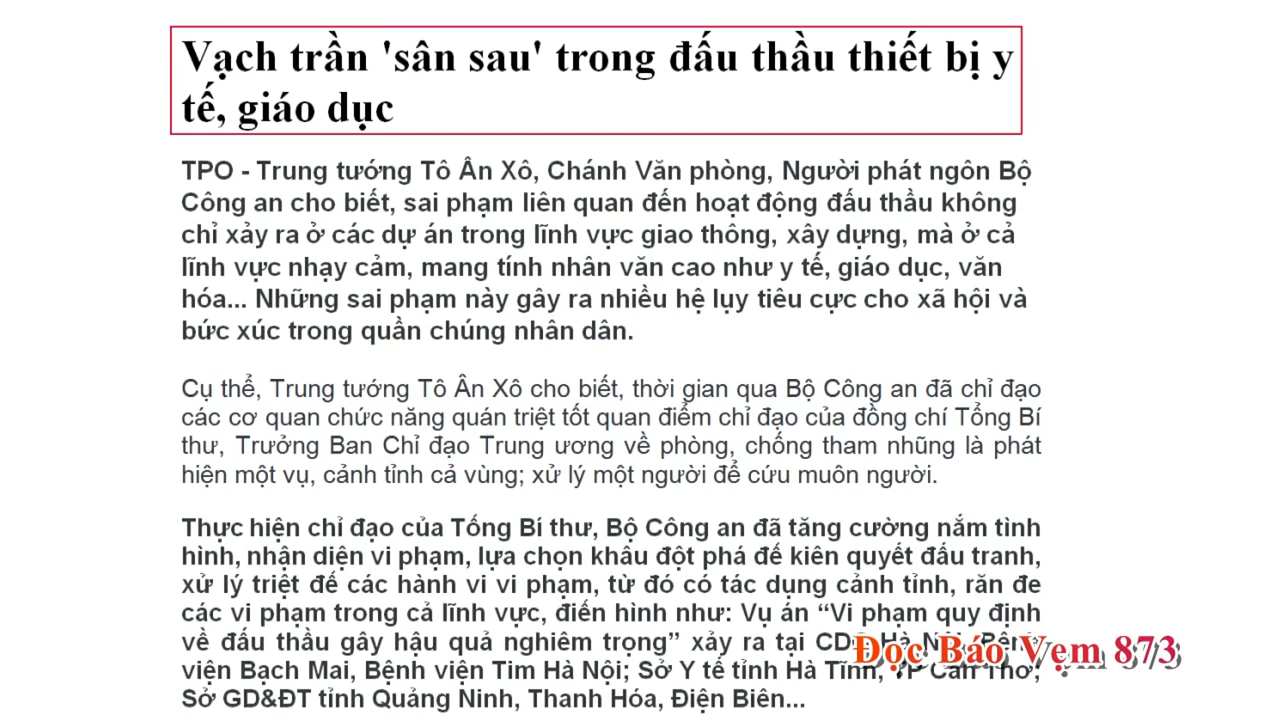 Vạch trần 'sân sau' trong đấu thầu thiết bị y
tế, giáo dục
TPO - Trung tướng Tô Ân Xô, Chánh Văn phòng, Người phát ngôn Bộ
Công an cho biết, sai phạm liên quan đến hoạt động đấu thầu không
chỉ xảy ra ở các dự án trong lĩnh vực giao thông, xây dựng, mà ở cả
lĩnh vực nhạy cảm, mang tính nhân văn cao như y tế, giáo dục, văn
hóa... Những sai phạm này gây ra nhiều hệ lụy tiêu cực cho xã hội và
bức xúc trong quần chúng nhân dân.
Cụ thể, Trung tướng Tô Ân Xô cho biết, thời gian qua Bộ Công an đã chỉ đạo
các cơ quan chức năng quán triệt tốt quan điểm chỉ đạo của đồng chí Tổng Bí
thư, Trưởng Ban Chỉ đạo Trung ương về phòng, chống tham nhũng là phát
hiện một vụ, cảnh tỉnh cả vùng; xử lý một người để cứu muôn người.
Thực hiện chỉ đạo của Tổng Bí thư, Bộ Công an đã tăng cường nắm tình
hình, nhận diện vi phạm, lựa chọn khâu đột phá để kiên quyết đấu tranh,
xử lý triệt để các hành vi vi phạm, từ đó có tác dụng cảnh tỉnh, răn đe
các vi phạm trong cả lĩnh vực, điển hình như: Vụ án “Vi phạm quy định
về đấu thầu gây hậu quả nghiêm trọng” xảy ra tại CDC Hà Nội, Bệnh
viện Bạch Mai, Bệnh viện Tim Hà Nội; Sở Y tế tỉnh Hà Tĩnh, TP Cần Thơ;
Sở GD&ĐT tỉnh Quảng Ninh, Thanh Hóa, Điện Biên...
Đọc Báo Vẹm 873